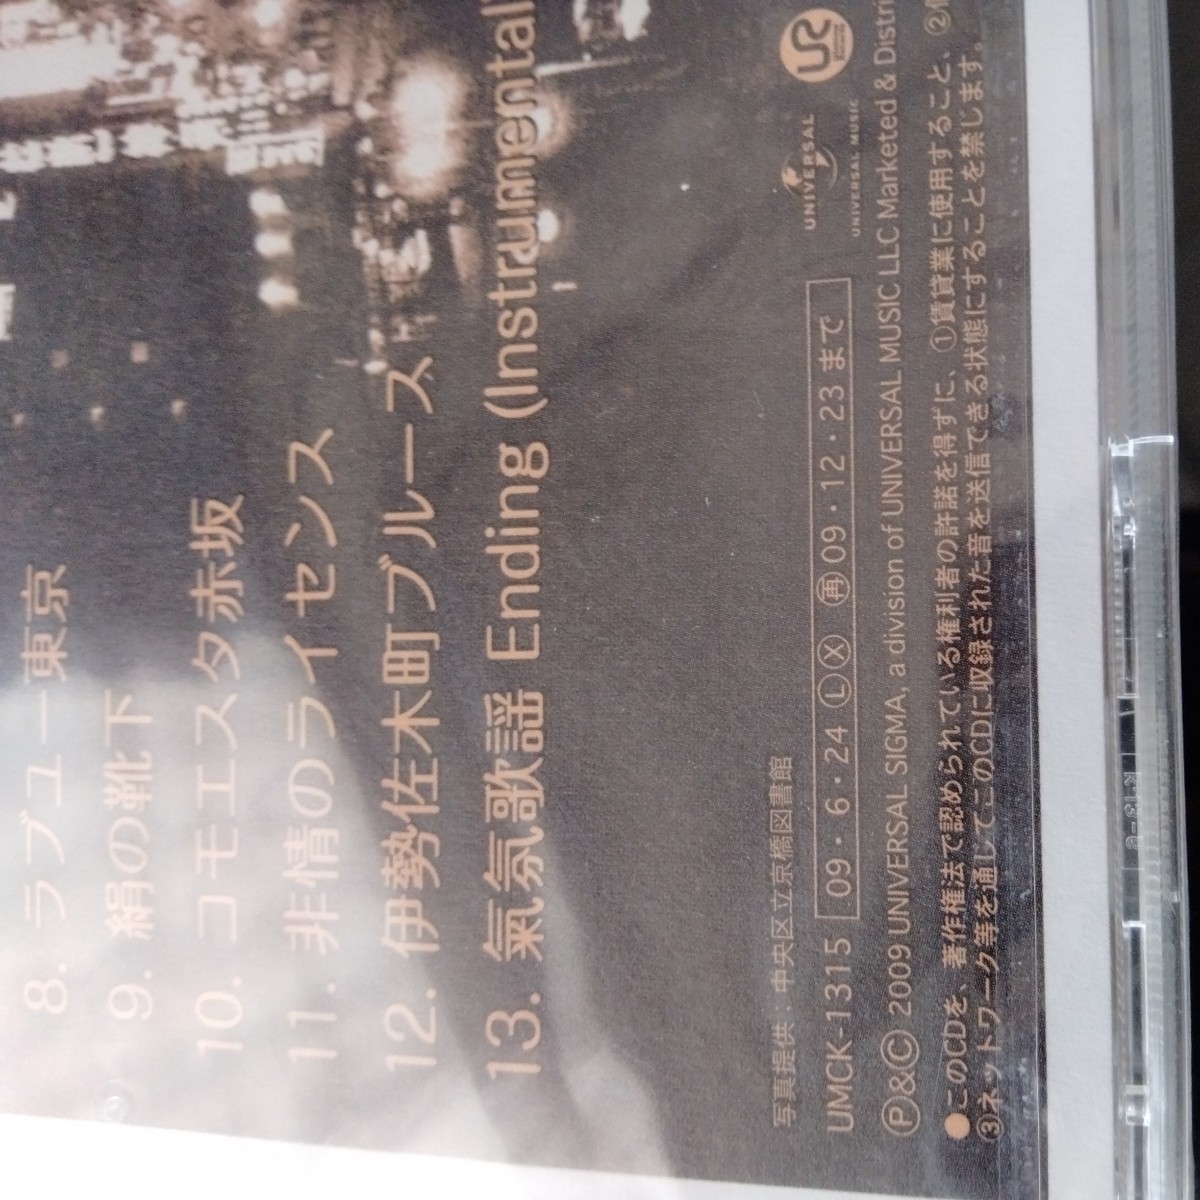 8. ラブユー東京
9. 絹の靴下
10. コモエスタ赤坂
11. 非情のライセンス
12. 伊勢佐木町ブルース
13. 氣氛歌謡 Ending (Instrumental
写真提供：中央区立京橋図書館
UMCK-1315 09・6・24 Ⓛ Ⓧ ㊢09・12・23 まで
UNIVERSAL
UNIVERSAL MUSIC
Ⓟ&Ⓒ 2009 UNIVERSAL SIGMA, a division of UNIVERSAL MUSIC LLC Marketed & Distri
●このCDを、著作権法で認められている権利者の許諾を得ずに、①賃貸業に使用すること、②
③ネットワーク等を通じてこのCDに収録された音を送信できる状態にすることを禁じます。